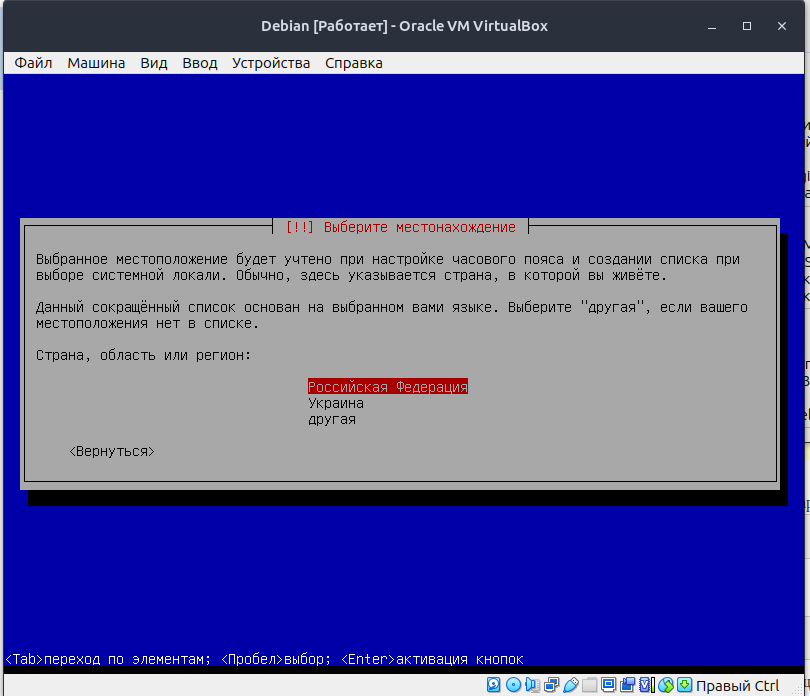 Debian [Работает] - Oracle VM VirtualBox
Файл Машина Вид Ввод Устройства Справка
[!!] Выберите местонахождение
Выбранное местоположение будет учтено при настройке часового пояса и создании списка при
выборе системной локали. Обычно, здесь указывается страна, в которой вы живёте.
Данный сокращённый список основан на выбранном вами языке. Выберите "другая", если вашего
местоположения нет в списке.
Страна, область или регион:
Российская Федерация
Украина
другая
<Вернуться>
<Tab>переход по элементам; <Пробел>выбор; <Enter>активация кнопок
Правый Ctrl